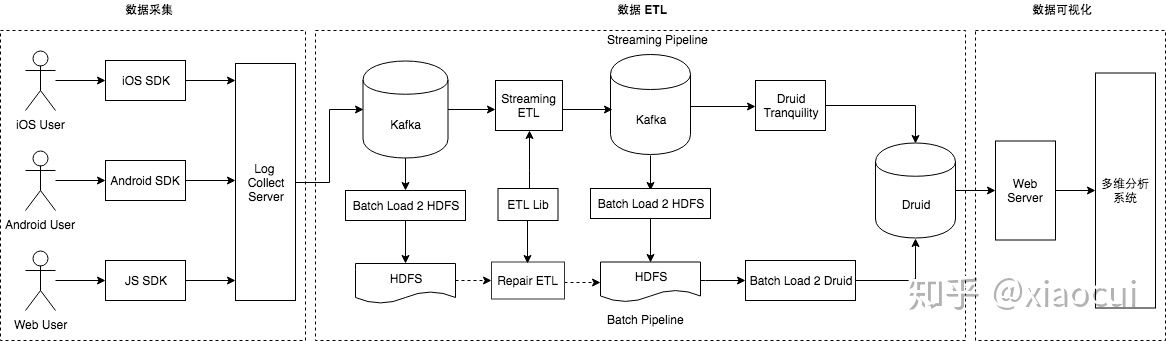 数据采集
数据 ETL
数据可视化
iOS User
iOS SDK
Android User
Android SDK
Web User
JS SDK
Log
Collect
Server
Streaming Pipeline
Kafka
Streaming
ETL
Kafka
Druid
Tranquility
Batch Load 2 HDFS
ETL Lib
Batch Load 2 HDFS
Druid
HDFS
Repair ETL
HDFS
Batch Load 2 Druid
Batch Pipeline
Web
Server
多维分析
系统
知乎 @xiaocui